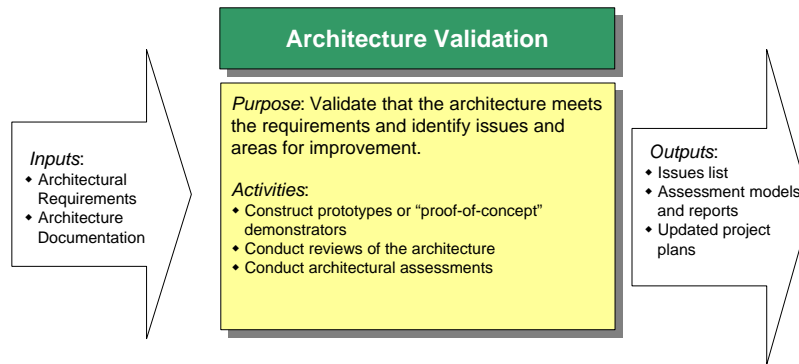 Architecture Validation
Inputs:
◆ Architectural
Requirements
◆ Architecture
Documentation
Purpose: Validate that the architecture meets
the requirements and identify issues and
areas for improvement.
Activities:
◆ Construct prototypes or “proof-of-concept”
demonstrators
◆ Conduct reviews of the architecture
◆ Conduct architectural assessments
Outputs:
◆ Issues list
◆ Assessment models
and reports
◆ Updated project
plans